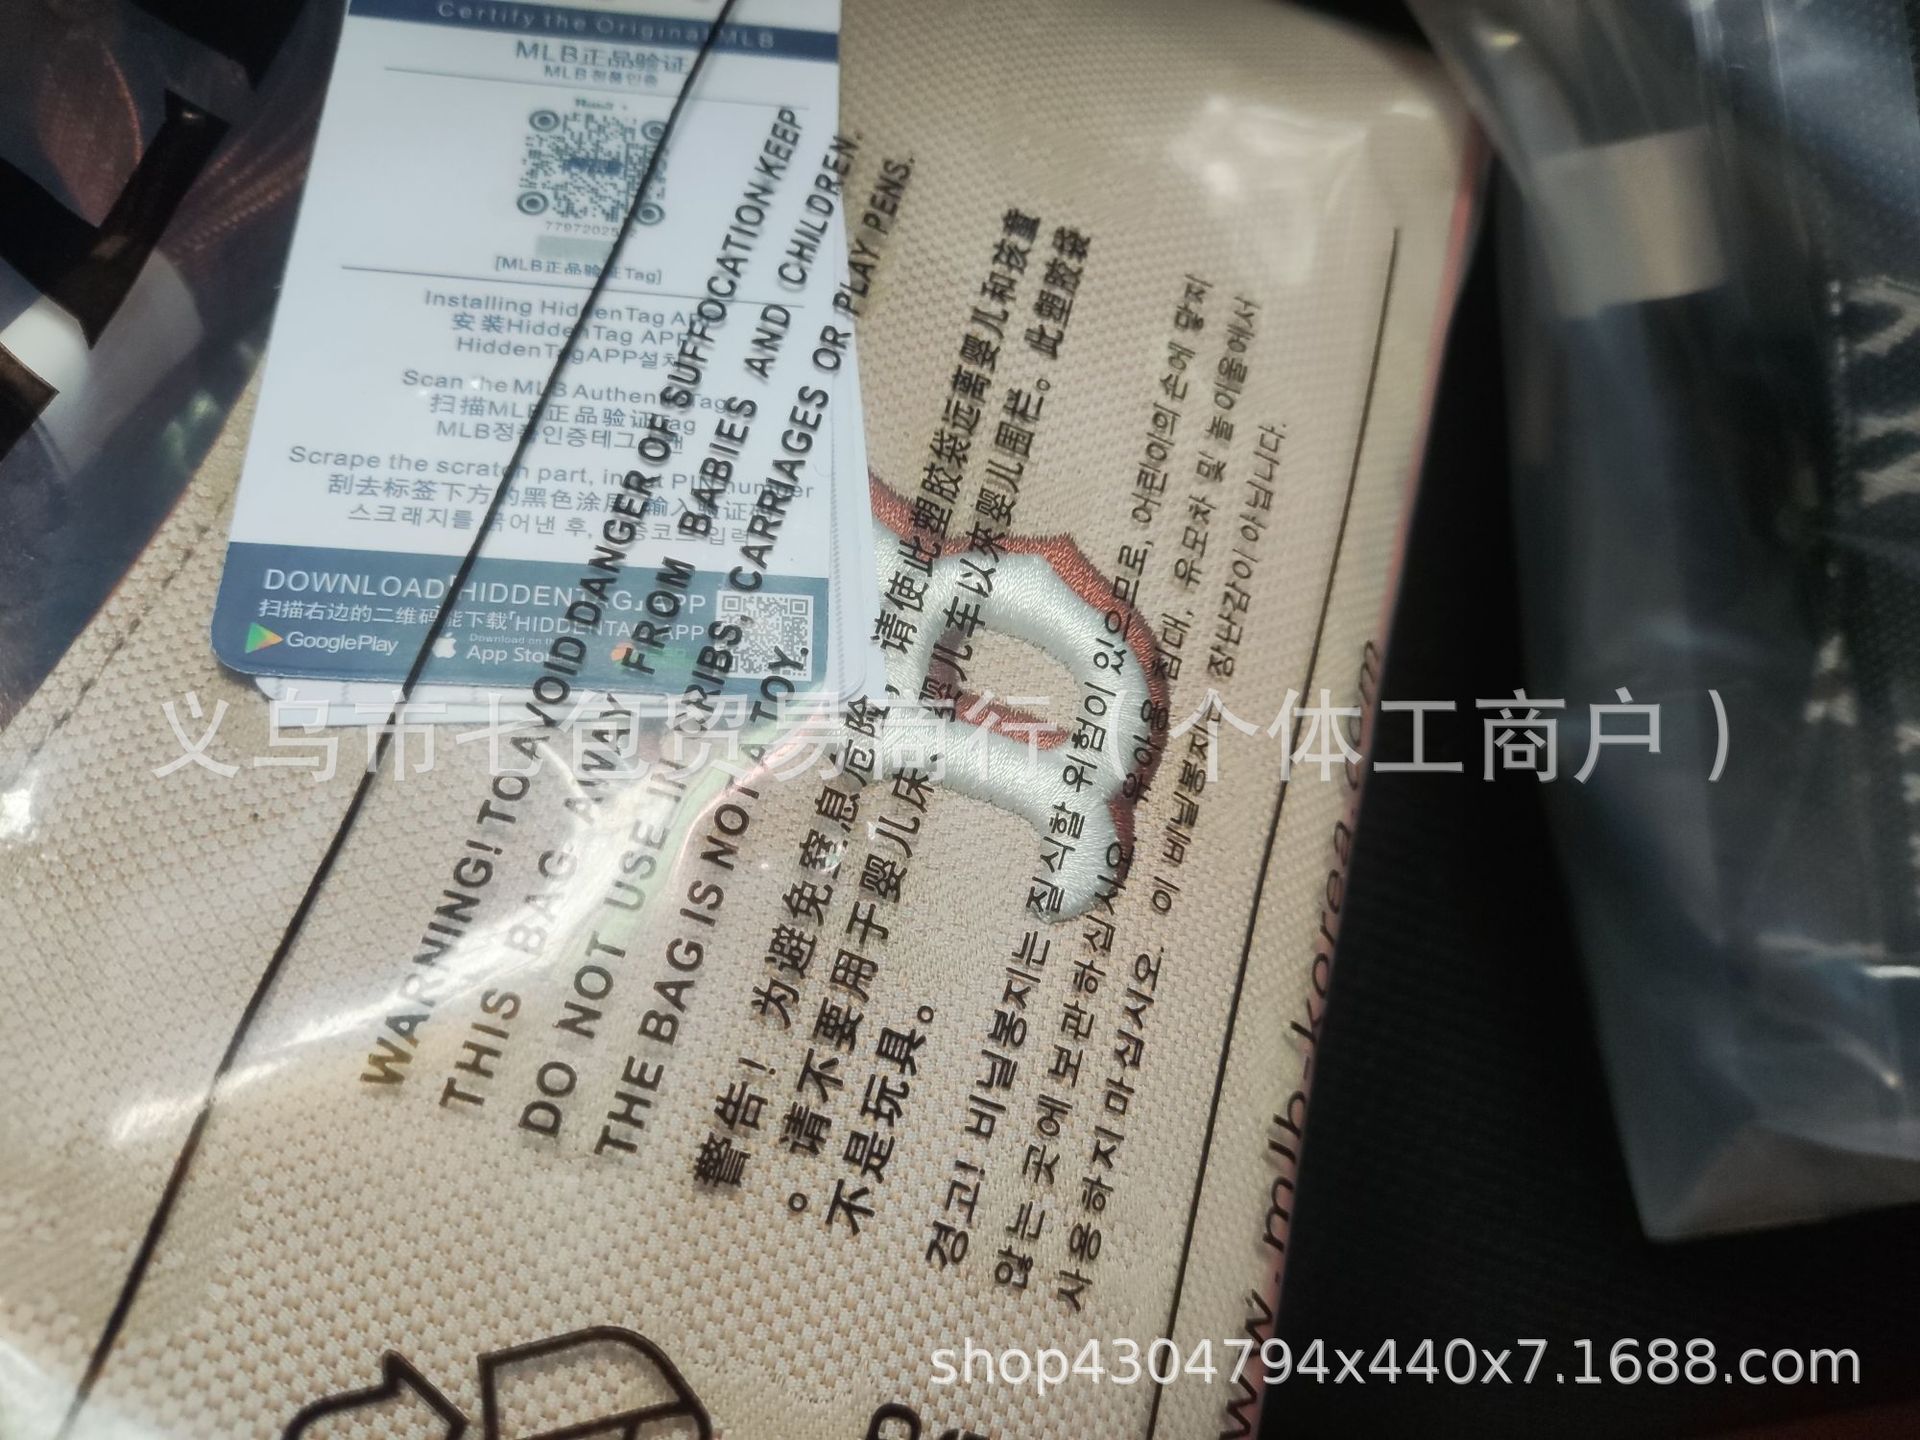 Certify the Original MLB
MLB正品验证
MLB정품인증
[MLB正品验证Tag]
Installing HiddenTag APP
安装HiddenTag APP
HiddenTagAPP설치
Scan the MLB Authentic Tag
扫描MLB正品验证Tag
MLB정품인증태그
Scrape the scratch part, input PIN number
刮去标签下方的黑色涂层 输入验证码
스크래치를 긁어낸 후, 입력
DOWNLOAD「HIDDENTAG」APP
扫描右边的二维码能下载「HIDDENTAG」APP
GooglePlay
Download on the
App Store
WARNING! TO AVOID DANGER OF SUFFOCATION KEEP
THIS BAG AWAY FROM BABIES AND CHILDREN.
DO NOT USE IN CRIBS, CARRIAGES OR PLAY PENS.
THE BAG IS NOT A TOY.
警告! 为避免窒息危险, 请使此塑胶袋远离婴儿和孩童
。请不要用于婴儿床、婴儿车以來婴儿围栏。此塑胶袋
不是玩具。
경고! 비닐봉지는 질식할 위험이 있으므로, 어린이의 손에 닿지
않는 곳에 보관하십시오. 유아용 침대, 유모차 및 놀이울에서
사용하지 마십시오. 이 비닐봉지는 장난감이 아닙니다.
www.mlb-korea.com
义乌市七包贸易商行(个体工商户)
shop4304794x440x7.1688.com